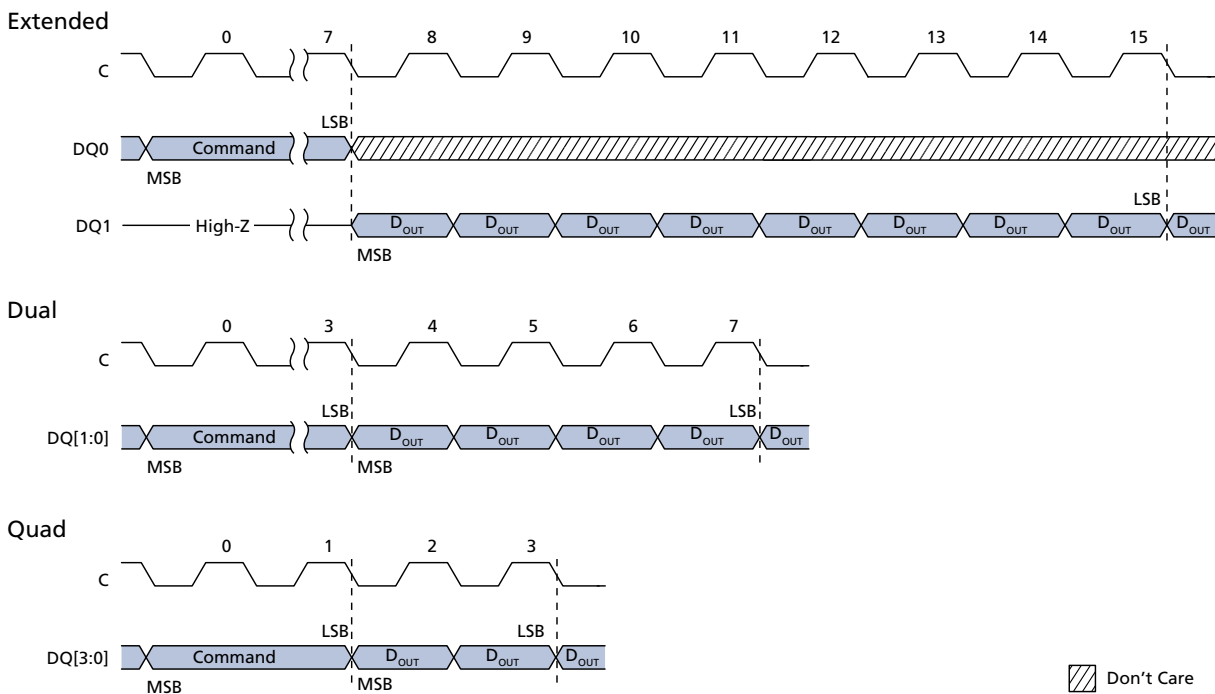 Extended
0 7 8 9 10 11 12 13 14 15
C
LSB
DQ0 Command
MSB
LSB
DQ1 High-Z DOUT DOUT DOUT DOUT DOUT DOUT DOUT DOUT DOUT
MSB
Dual
0 3 4 5 6 7
C
LSB LSB
DQ[1:0] Command DOUT DOUT DOUT DOUT DOUT
MSB MSB
Quad
0 1 2 3
C
LSB LSB
DQ[3:0] Command DOUT DOUT DOUT
MSB MSB
Don't Care